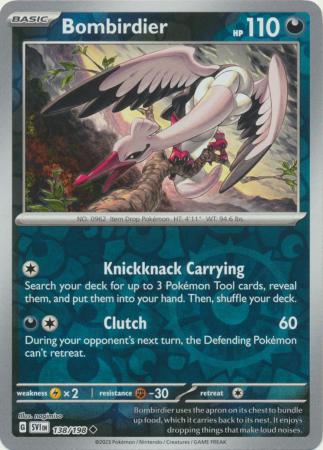 BASIC
Bombirdier
HP 110
NO. 0962 Item Drop Pokémon HT: 4'11" WT: 94.6 lbs.
Knickknack Carrying
Search your deck for up to 3 Pokémon Tool cards, reveal
them, and put them into your hand. Then, shuffle your deck.
Clutch 60
During your opponent's next turn, the Defending Pokémon
can't retreat.
weakness ×2 resistance -30 retreat
Illus. nagimiso
G SVI EN 138/198
Bombirdier uses the apron on its chest to bundle
up food, which it carries back to its nest. It enjoys
dropping things that make loud noises.
©2023 Pokémon / Nintendo / Creatures / GAME FREAK